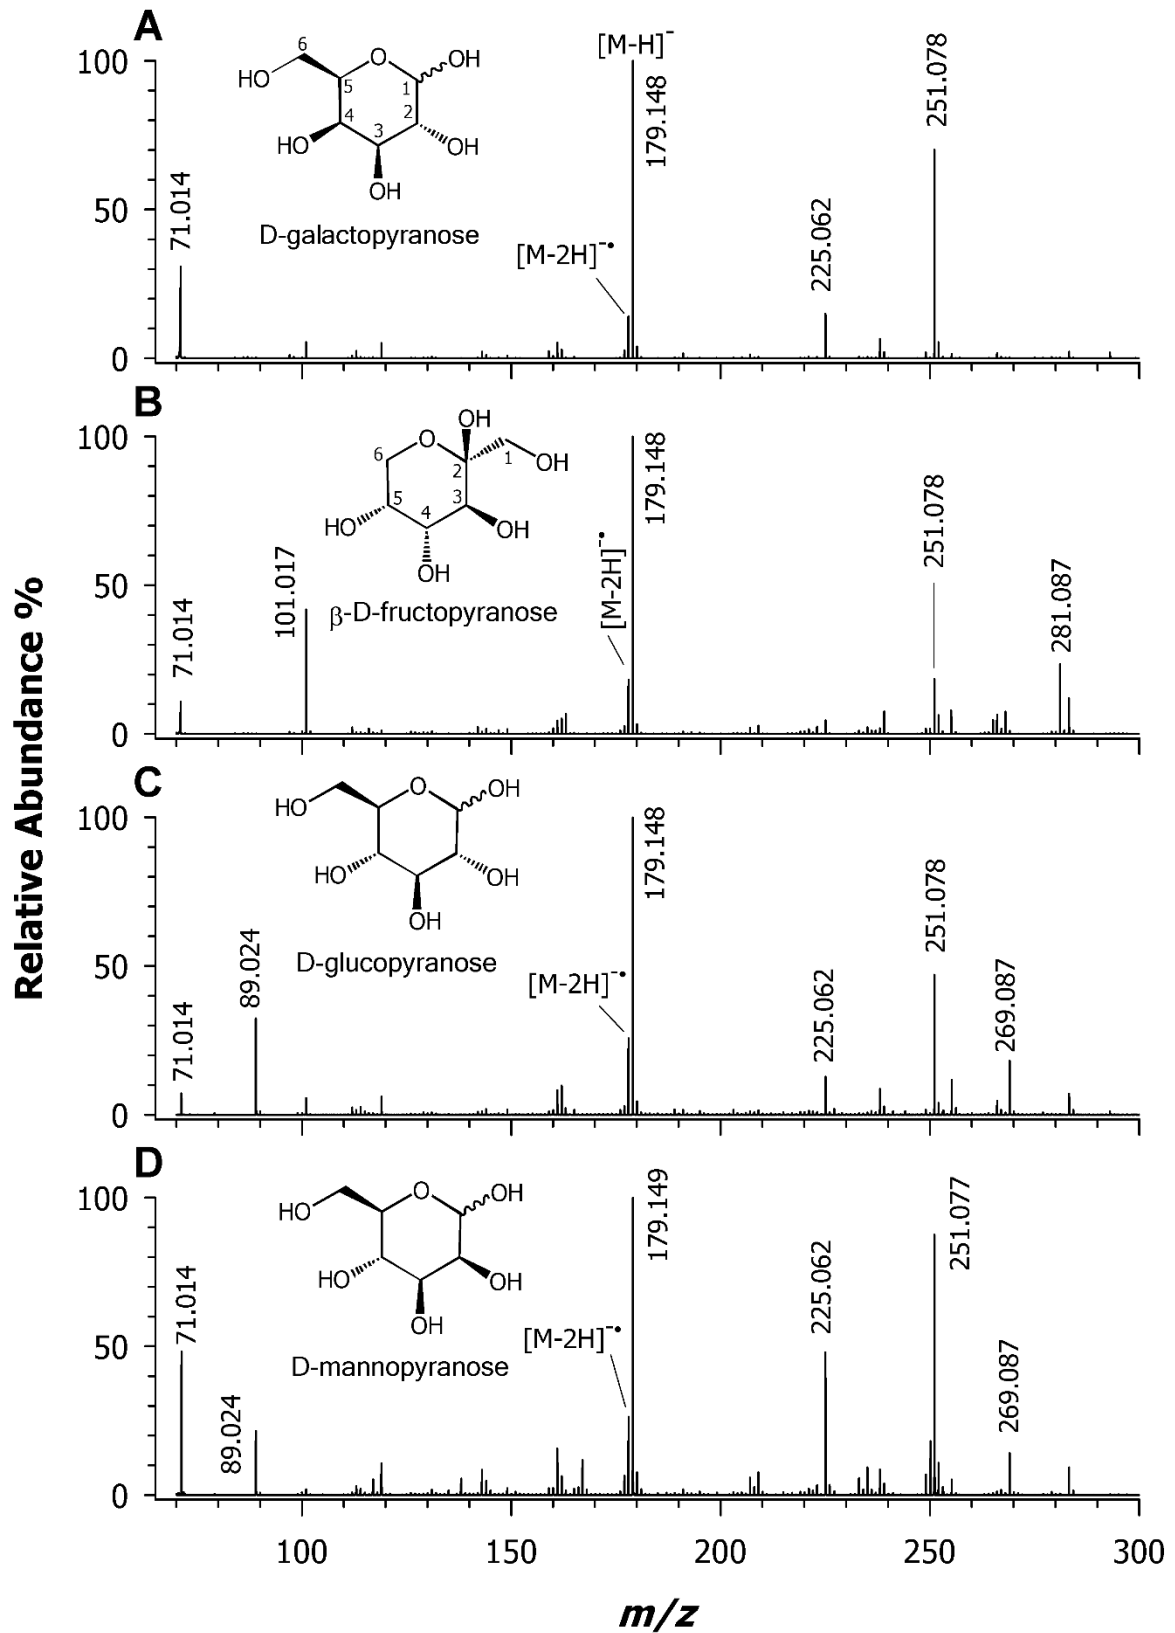 A
[M-H]⁻
100
50
0
71.014
[M-2H]⁻•
179.148
225.062
251.078
6
HO
O
OH
5
1
4
2
HO
3
OH
OH
D-galactopyranose
B
100
50
0
71.014
101.017
[M-2H]⁻•
179.148
251.078
281.087
OH
O
6
2
1
OH
5
3
HO
4
OH
OH
β-D-fructopyranose
C
100
50
0
71.014
89.024
[M-2H]⁻•
179.148
225.062
251.078
269.087
O
OH
HO
HO
OH
OH
D-glucopyranose
D
100
50
0
71.014
89.024
[M-2H]⁻•
179.149
225.062
251.077
269.087
O
OH
HO
HO
OH
OH
D-mannopyranose
100
150
200
250
300
m/z
Relative Abundance %